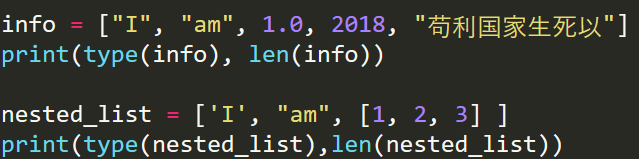 info = ["I", "am", 1.0, 2018, "苟利国家生死以"]
print(type(info), len(info))
nested_list = ['I', "am", [1, 2, 3] ]
print(type(nested_list),len(nested_list))